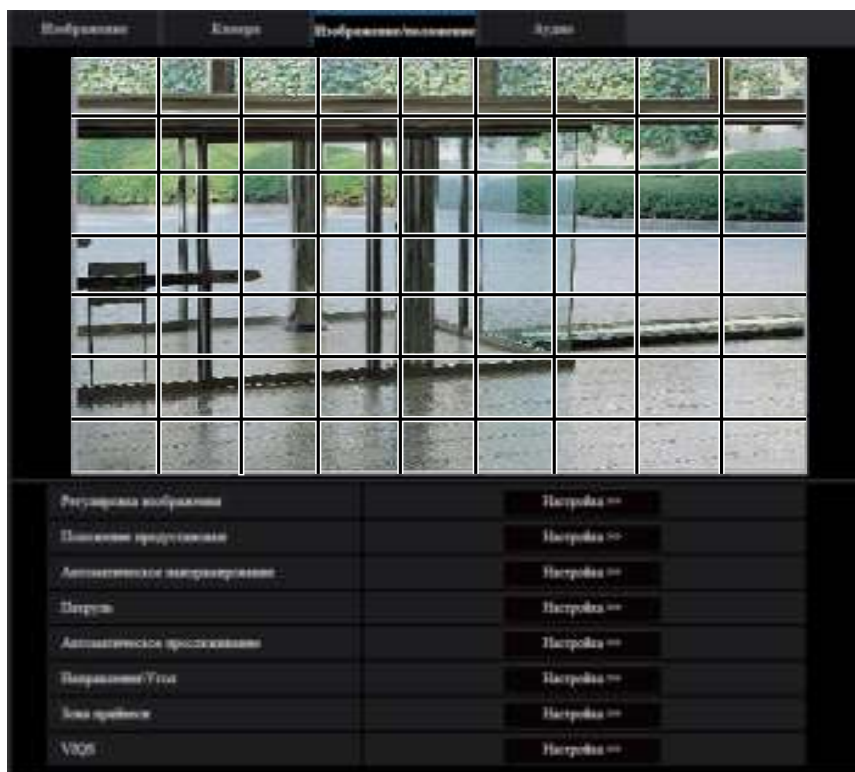 Изображение Камера Изображение/положение Аудио
Регулировка изображения Настройка >>
Положение предустановки Настройка >>
Автоматическое панорамирование Настройка >>
Патруль Настройка >>
Автоматическое прослеживание Настройка >>
Направление/Угол Настройка >>
Зона прайвеси Настройка >>
VIQS Настройка >>